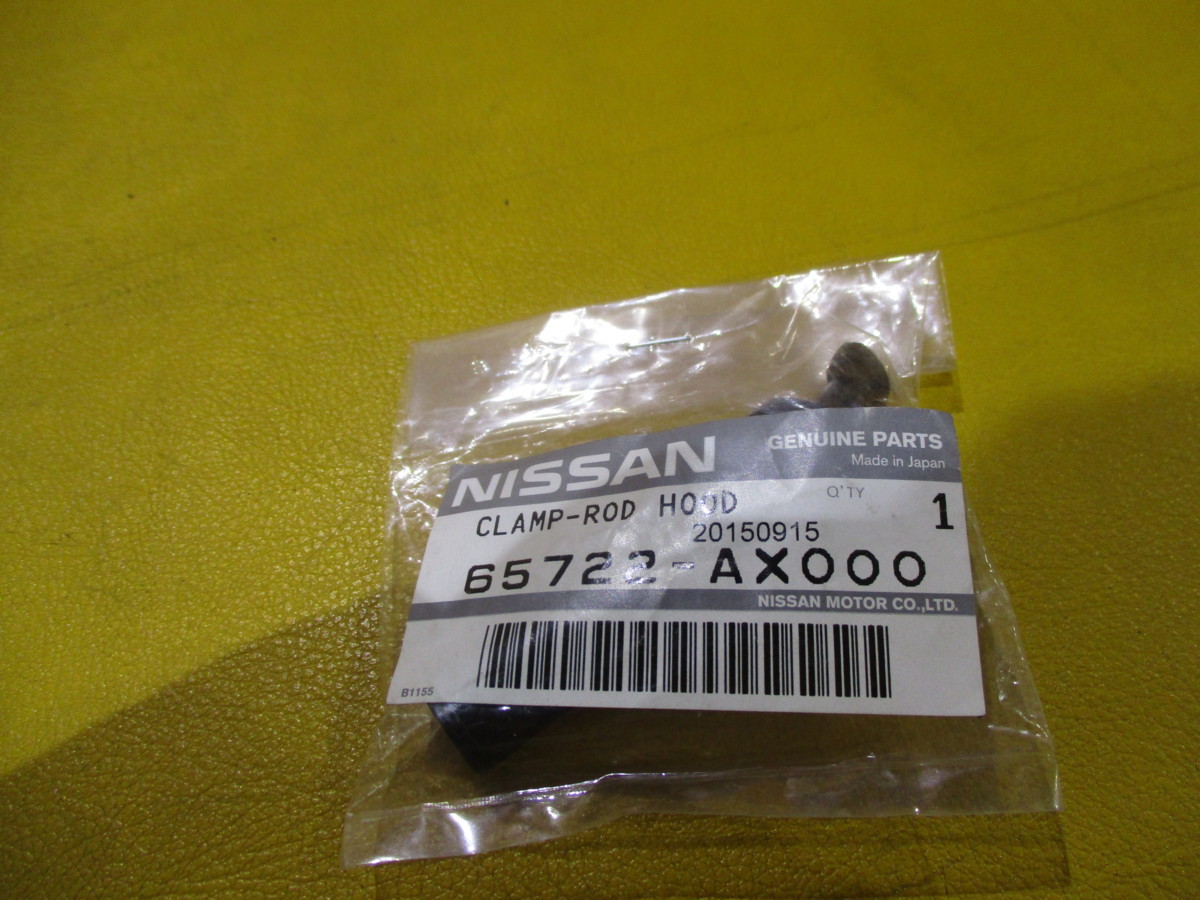 NISSAN
GENUINE PARTS
Made in Japan
CLAMP-ROD HOOD
Q'TY
1
20150915
65722-AX000
NISSAN MOTOR CO.,LTD.
B1155